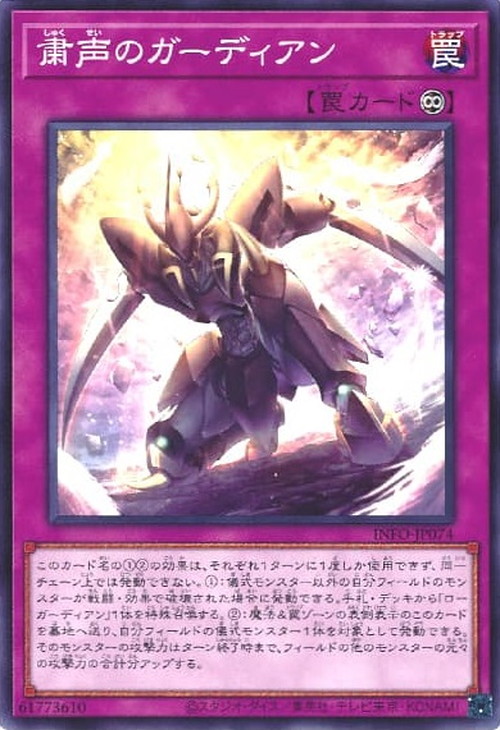 粛声のガーディアン
しゅく せい
トラップ
罠
【罠カード】
INFO-JP074
このカード名の①②の効果は、それぞれ1ターンに1度しか使用できず、同一
チェーン上では発動できない。①：儀式モンスター以外の自分フィールドのモン
スターが戦闘・効果で破壊された場合に発動できる。手札・デッキから「ロー
ガーディアン」1体を特殊召喚する。②：魔法&罠ゾーンの表側表示のこのカード
を墓地へ送り、自分フィールドの儀式モンスター1体を対象として発動できる。
そのモンスターの攻撃力はターン終了時まで、フィールドの他のモンスターの元々
の攻撃力の合計分アップする。
61773610
©スタジオ・ダイス／集英社・テレビ東京・KONAMI